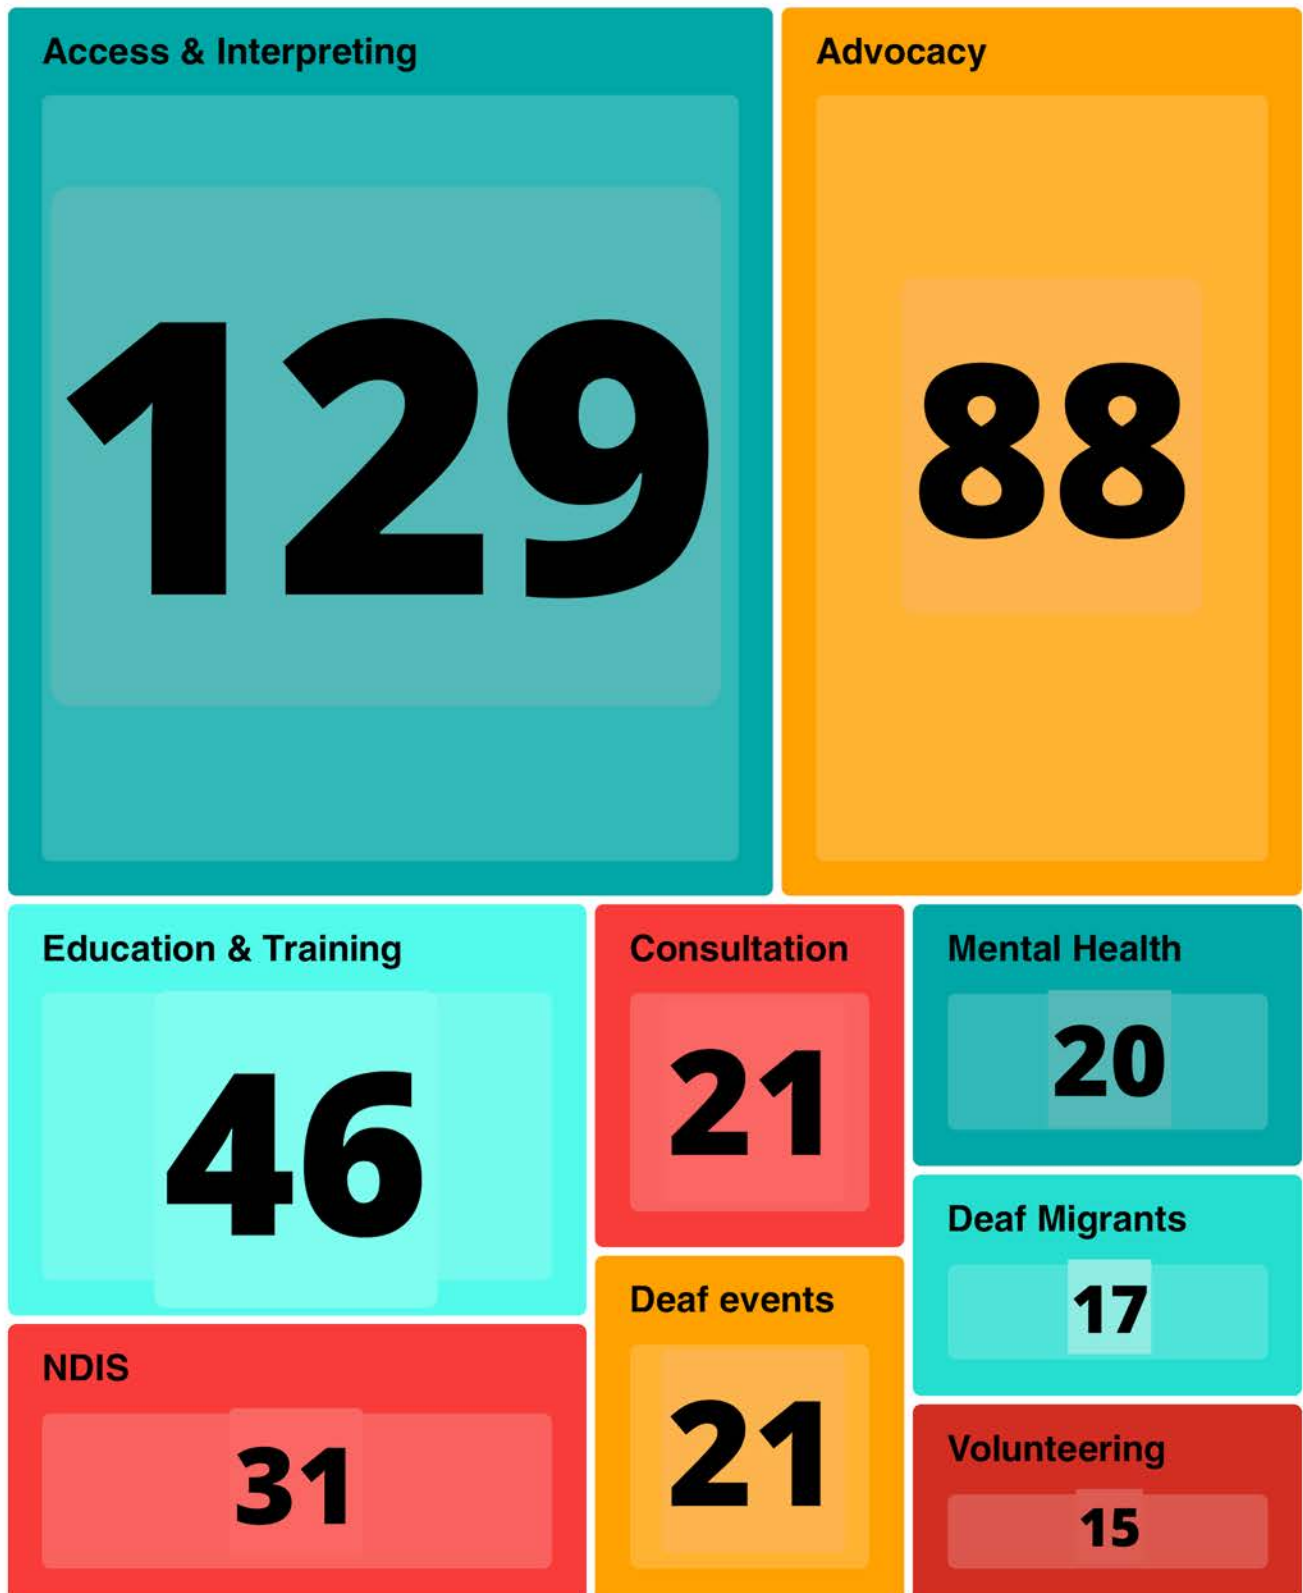 Access & Interpreting
129
Advocacy
88
Education & Training
46
Consultation
21
Mental Health
20
Deaf Migrants
17
Deaf events
21
NDIS
31
Volunteering
15